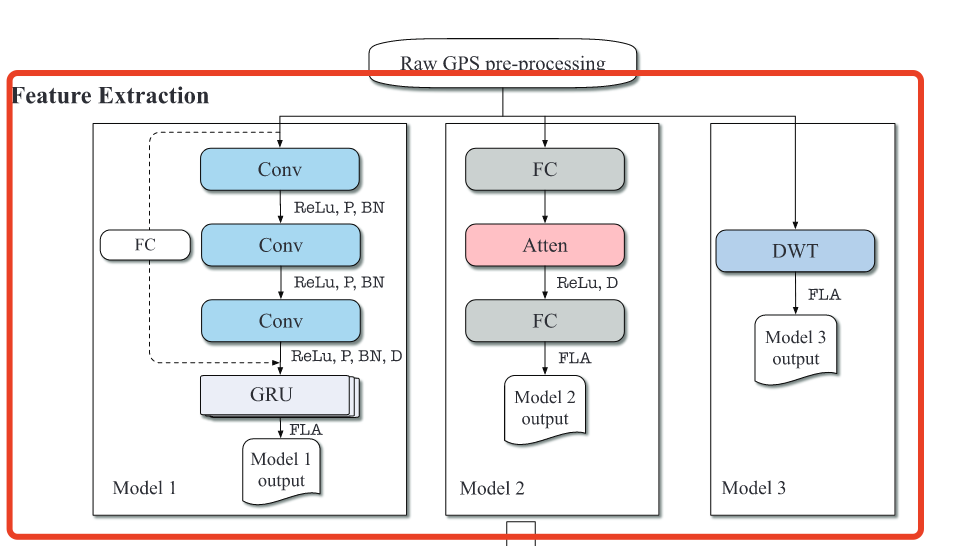 Raw GPS pre-processing
Feature Extraction
Conv
ReLu, P, BN
FC
Conv
ReLu, P, BN
Conv
ReLu, P, BN, D
GRU
FLA
Model 1
output
Model 1
FC
Atten
ReLu, D
FC
FLA
Model 2
output
Model 2
DWT
FLA
Model 3
output
Model 3